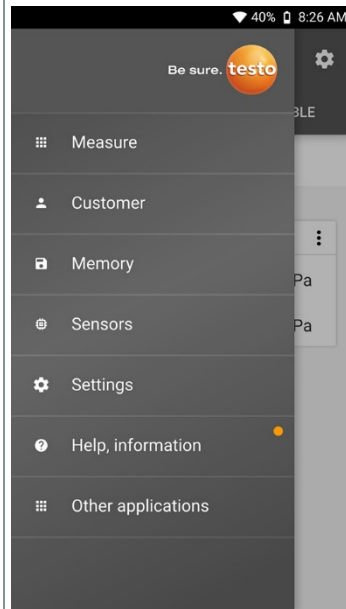 40% 8:26 AM
Be sure. testo
BLE
Measure
Customer
Memory
Pa
Sensors
Pa
Settings
Help, information
Other applications